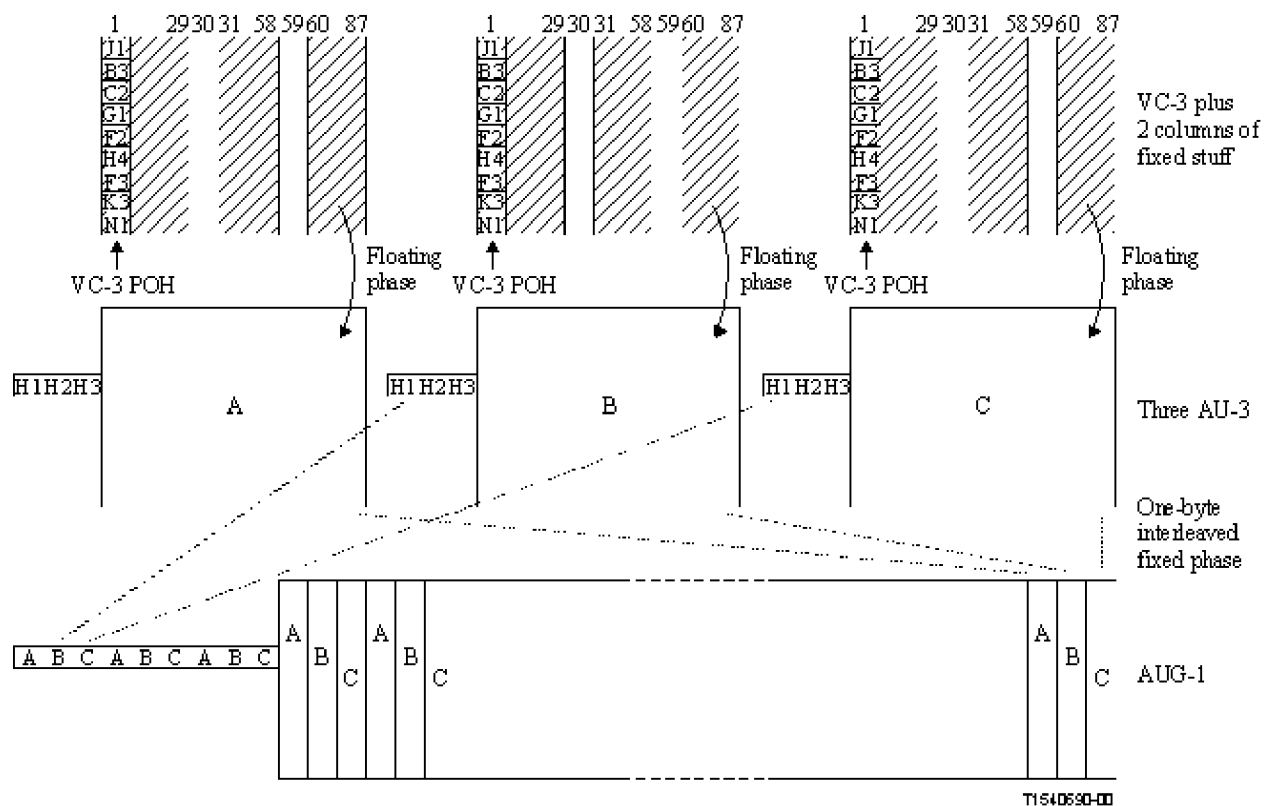 1 29 30 31 58 59 60 87 1 29 30 31 58 59 60 87 1 29 30 31 58 59 60 87
J1 J1 J1
B3 B3 B3
C2 C2 C2
G1 G1 G1
F2 F2 F2
H4 H4 H4
F3 F3 F3
K3 K3 K3
N1 N1 N1
VC-3 plus
2 columns of
fixed stuff
VC-3 POH
Floating
phase
VC-3 POH
Floating
phase
VC-3 POH
Floating
phase
H1 H2 H3
A
H1 H2 H3
B
H1 H2 H3
C
Three AU-3
One-byte
interleaved
fixed phase
A B C A B C A B C
A B C A B C
A B C
AUG-1
T1540690-00